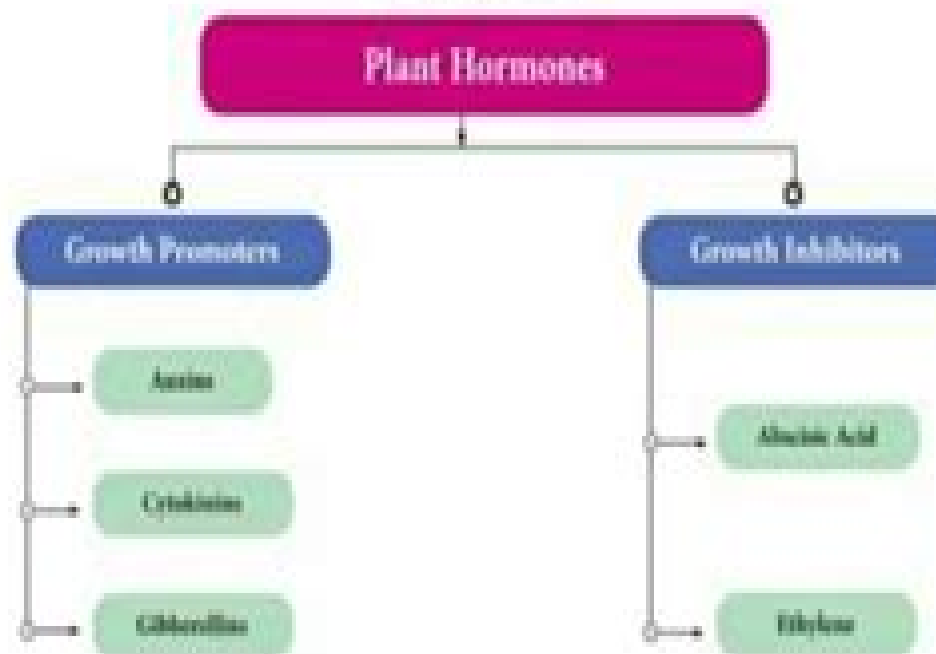 Plant Hormones
Growth Promoters
Growth Inhibitors
Auxins
Cytokinins
Gibberellins
Abscisic Acid
Ethylene